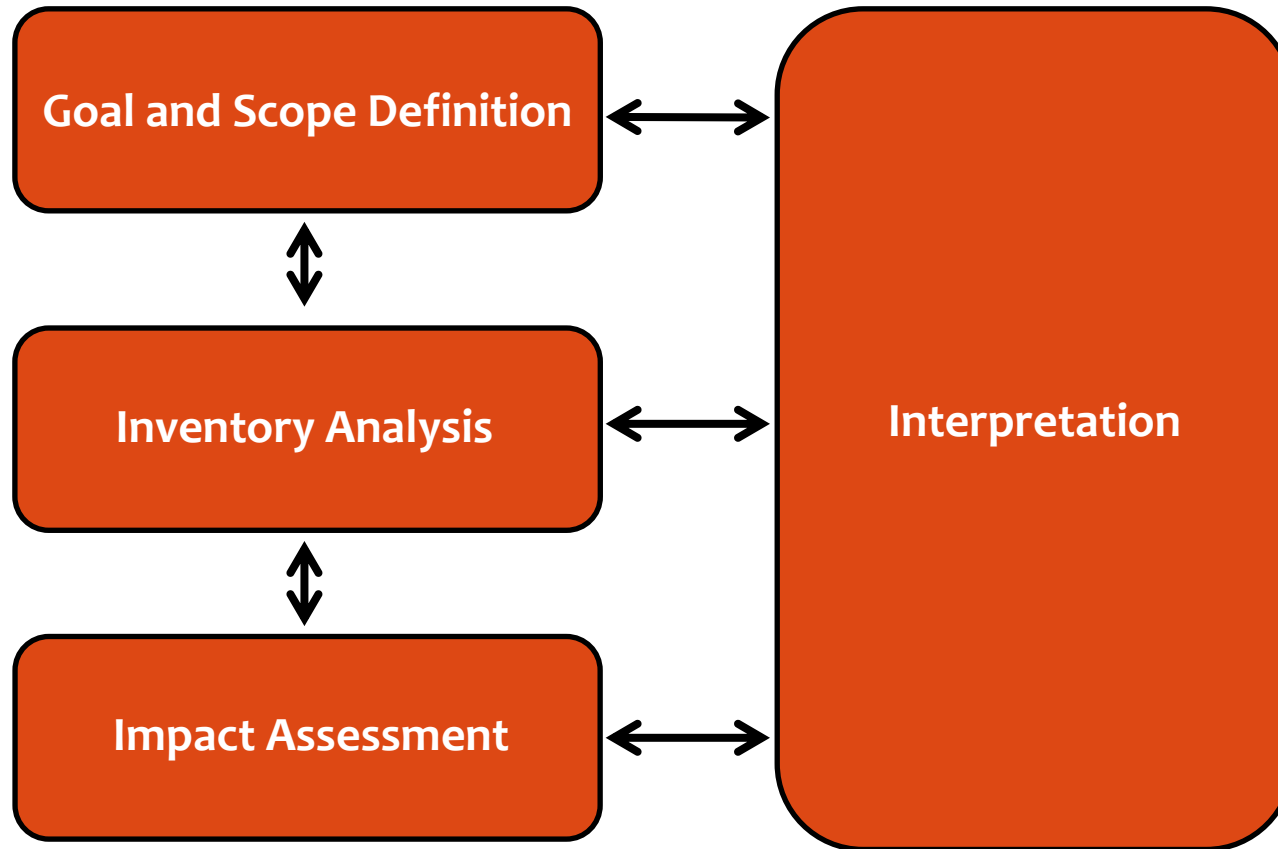 Goal and Scope Definition
Inventory Analysis
Interpretation
Impact Assessment